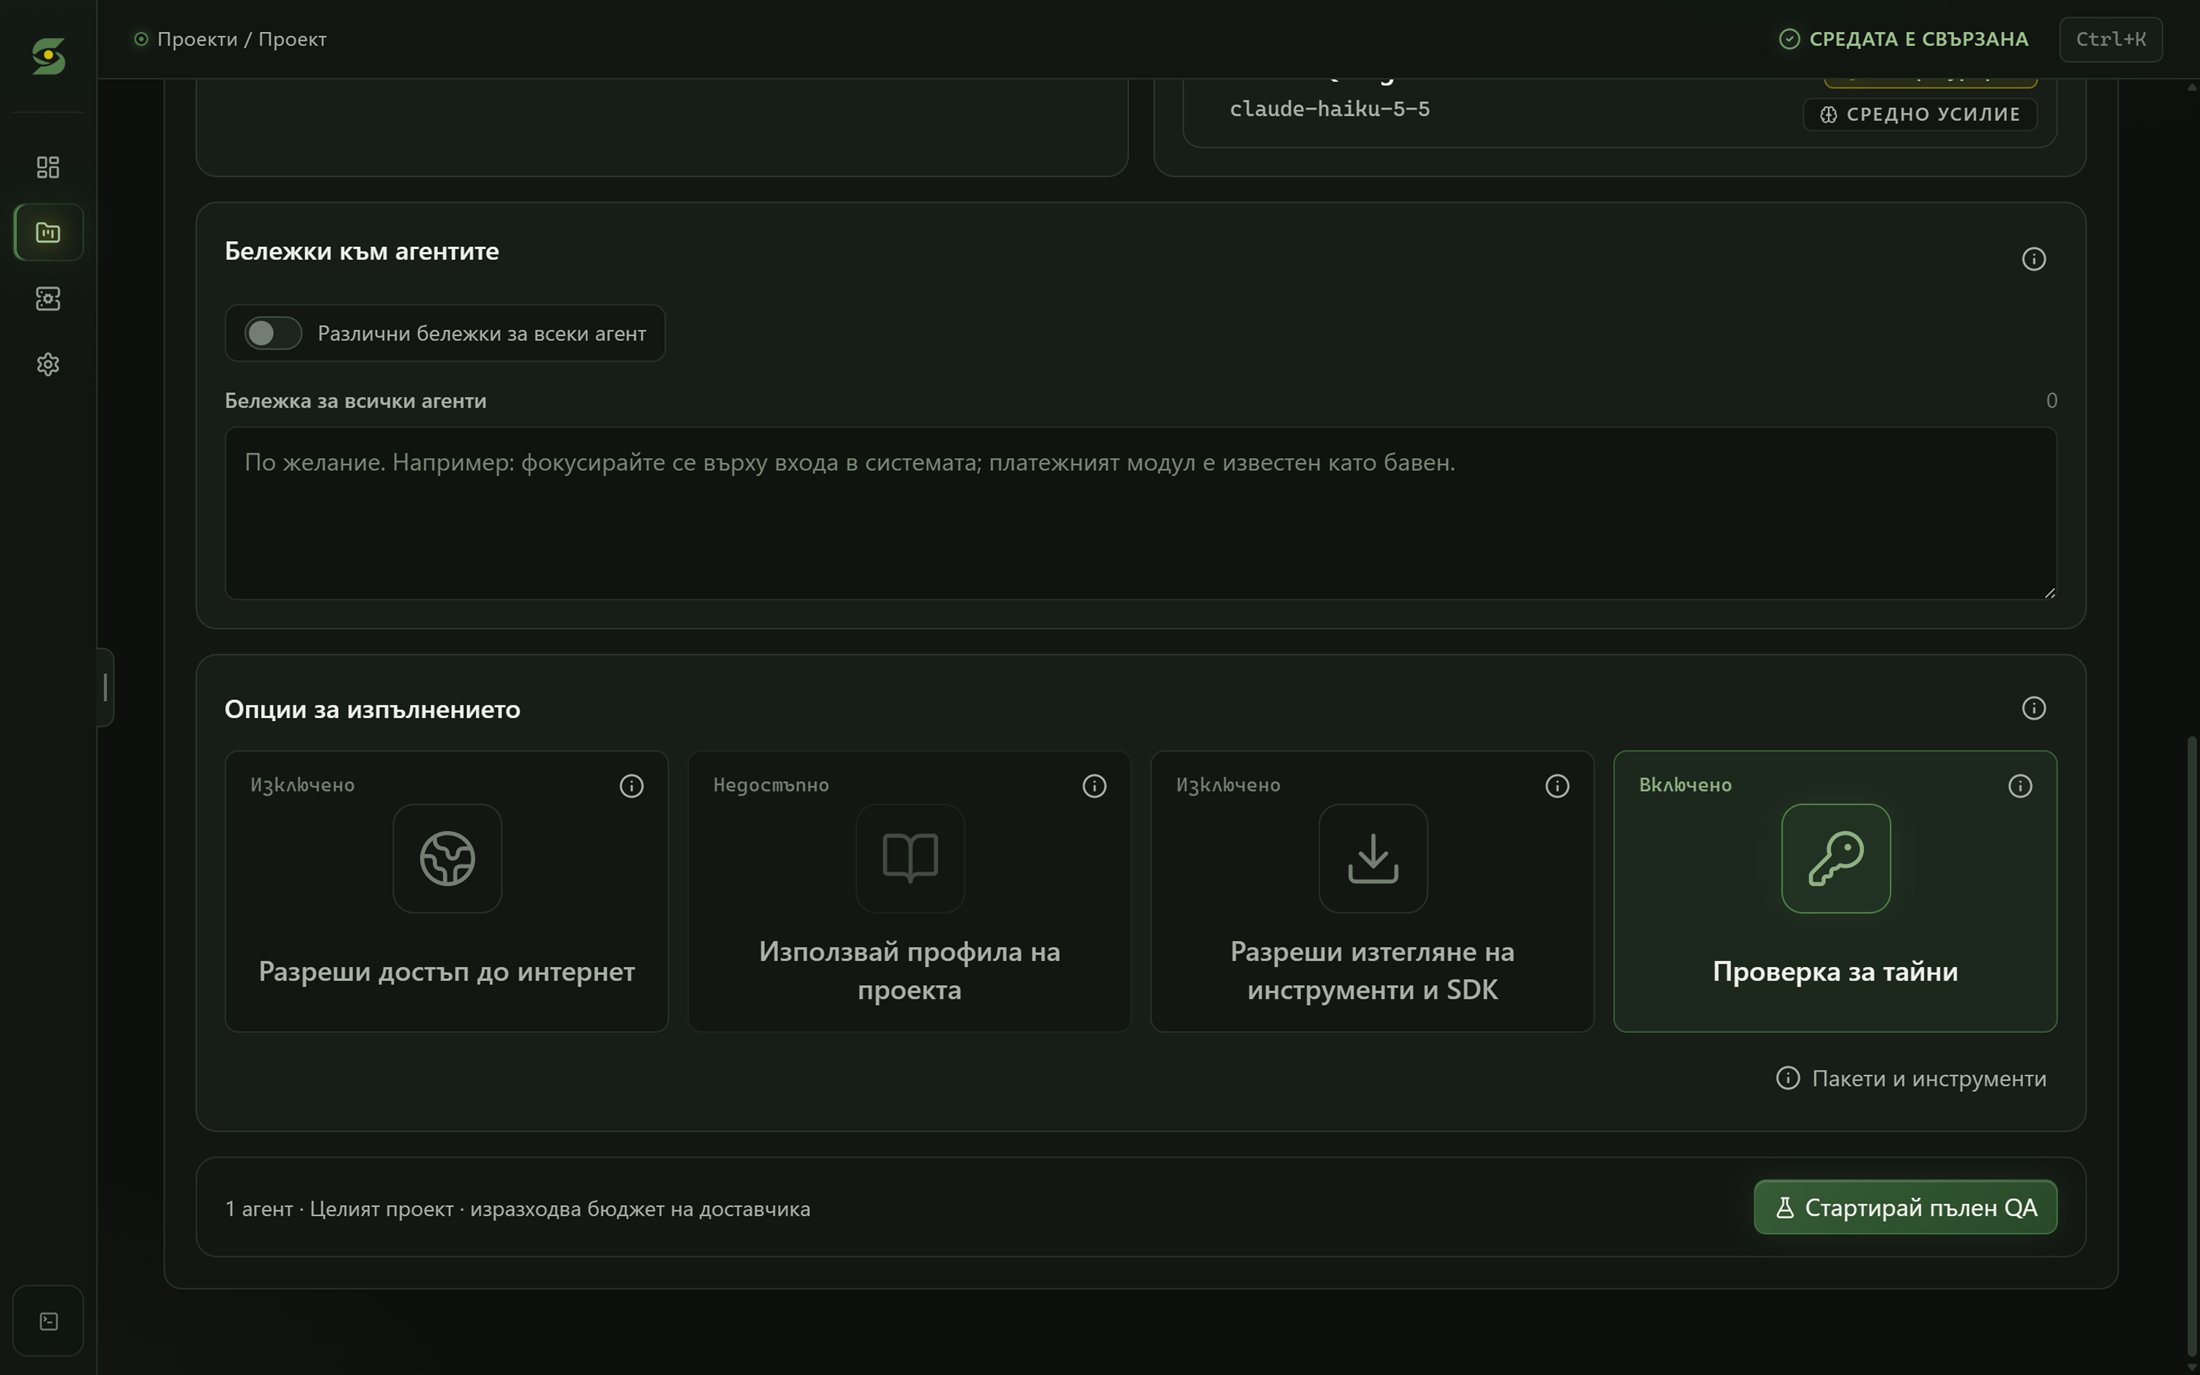 Проекти / Проект
СРЕДАТА Е СВЪРЗАНА
Ctrl+K
claude-haiku-5-5
СРЕДНО УСИЛИЕ
Бележки към агентите
Различни бележки за всеки агент
Бележка за всички агенти
0
По желание. Например: фокусирайте се върху входа в системата; платежният модул е известен като бавен.
Опции за изпълнението
Изключено
Разреши достъп до интернет
Недостъпно
Използвай профила на
проекта
Изключено
Разреши изтегляне на
инструменти и SDK
Включено
Проверка за тайни
Пакети и инструменти
1 агент · Целият проект · изразходва бюджет на доставчика
Стартирай пълен QA